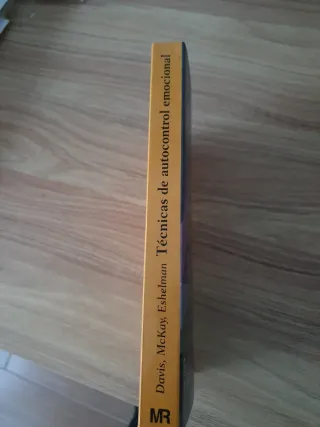 Davis, McKay, Eshelman Técnicas de autocontrol emocional
MR